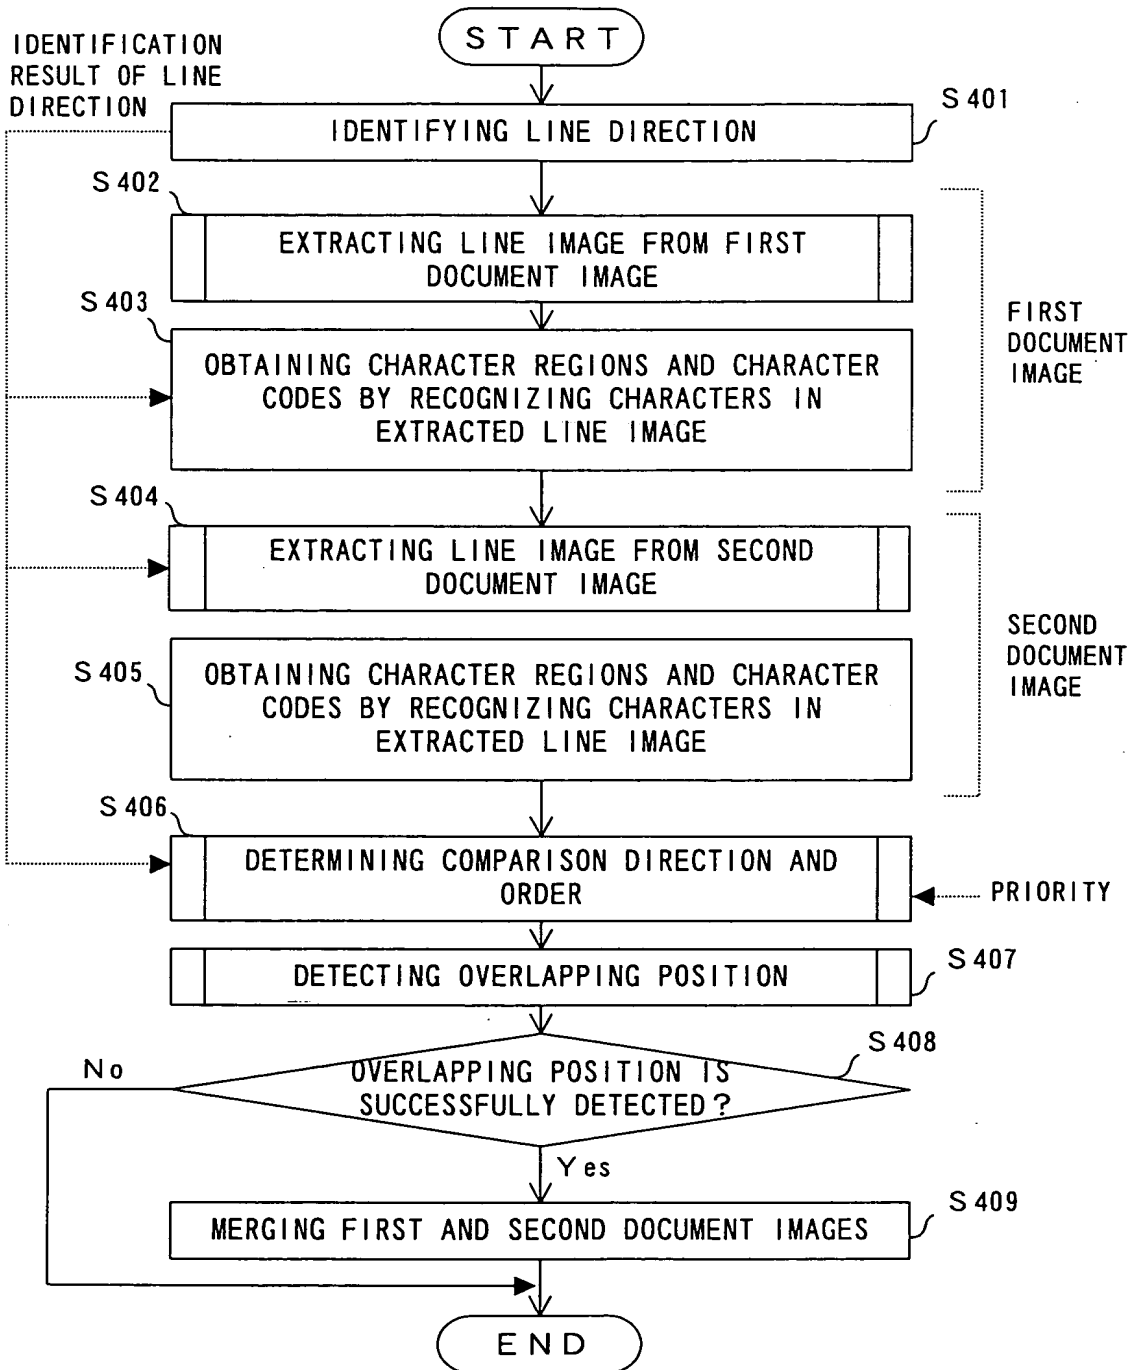 START
IDENTIFICATION
RESULT OF LINE
DIRECTION
S401
IDENTIFYING LINE DIRECTION
S402
EXTRACTING LINE IMAGE FROM FIRST
DOCUMENT IMAGE
S403
OBTAINING CHARACTER REGIONS AND CHARACTER
CODES BY RECOGNIZING CHARACTERS IN
EXTRACTED LINE IMAGE
FIRST
DOCUMENT
IMAGE
S404
EXTRACTING LINE IMAGE FROM SECOND
DOCUMENT IMAGE
S405
OBTAINING CHARACTER REGIONS AND CHARACTER
CODES BY RECOGNIZING CHARACTERS IN
EXTRACTED LINE IMAGE
SECOND
DOCUMENT
IMAGE
S406
DETERMINING COMPARISON DIRECTION AND
ORDER
PRIORITY
S407
DETECTING OVERLAPPING POSITION
S408
OVERLAPPING POSITION IS
SUCCESSFULLY DETECTED?
No
Yes
S409
MERGING FIRST AND SECOND DOCUMENT IMAGES
END